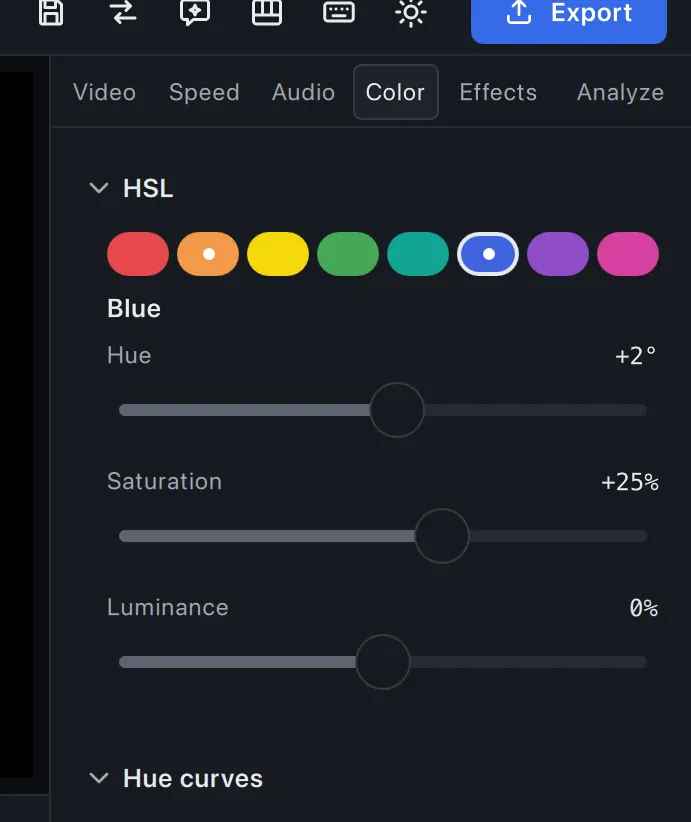 Export
Video Speed Audio Color Effects Analyze
HSL
Blue
Hue +2°
Saturation +25%
Luminance 0%
Hue curves